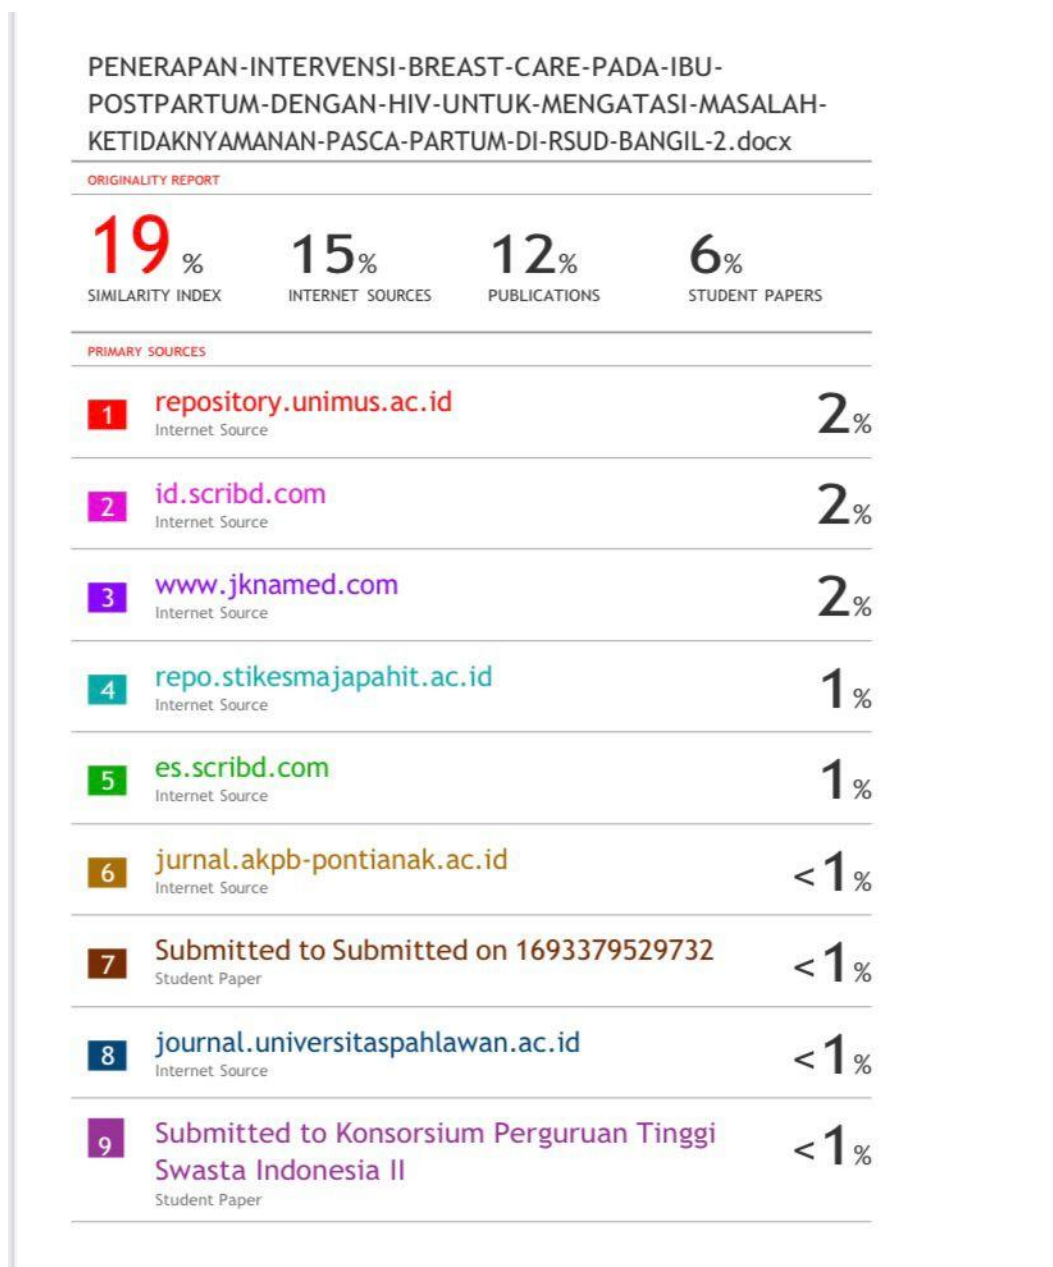 PENERAPAN-INTERVENSI-BREAST-CARE-PADA-IBU-
POSTPARTUM-DENGAN-HIV-UNTUK-MENGATASI-MASALAH-
KETIDAKNYAMANAN-PASCA-PARTUM-DI-RSUD-BANGIL-2.docx
ORIGINALITY REPORT
19% 15% 12% 6%
SIMILARITY INDEX INTERNET SOURCES PUBLICATIONS STUDENT PAPERS
PRIMARY SOURCES
1 repository.unimus.ac.id 2%
Internet Source
2 id.scribd.com 2%
Internet Source
3 www.jknamed.com 2%
Internet Source
4 repo.stikesmajapahit.ac.id 1%
Internet Source
5 es.scribd.com 1%
Internet Source
6 jurnal.akpb-pontianak.ac.id <1%
Internet Source
7 Submitted to Submitted on 1693379529732 <1%
Student Paper
8 journal.universitaspahlawan.ac.id <1%
Internet Source
9 Submitted to Konsorsium Perguruan Tinggi <1%
Swasta Indonesia II
Student Paper